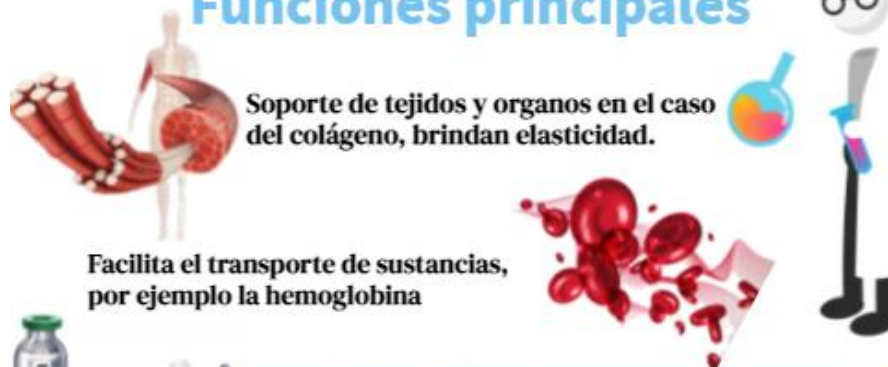 Funciones principales
Soporte de tejidos y organos en el caso
del colágeno, brindan elasticidad.
Facilita el transporte de sustancias,
por ejemplo la hemoglobina